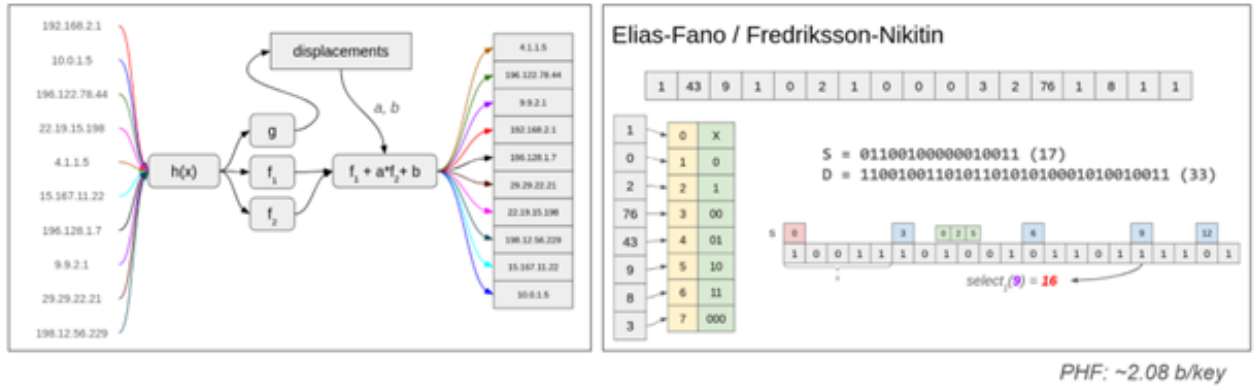 192.168.2.1
10.0.1.5
196.122.78.44
22.19.15.198
4.1.1.5
15.167.11.22
196.128.1.7
9.9.2.1
29.29.22.21
198.12.56.229
h(x)
g
f1
f2
displacements
a, b
f1 + a*f2 + b
4.1.1.5
196.122.78.44
9.9.2.1
192.168.2.1
196.128.1.7
29.29.22.21
22.19.15.198
198.12.56.229
15.167.11.22
10.0.1.5
Elias-Fano / Fredriksson-Nikitin
1 43 9 1 0 2 1 0 0 0 3 2 76 1 8 1 1
1 0 X
0 1 0
2 2 1
76 3 00
43 4 01
9 5 10
8 6 11
3 7 000
S = 01100100000010011 (17)
D = 110010011010110101010001010010011 (33)
S 0 3 0 2 5 6 9 12
1 0 0 1 1 1 0 1 0 0 1 1 0 1 1 0 1 1 1 0 1
select1(9) = 16
PHF: ~2.08 b/key